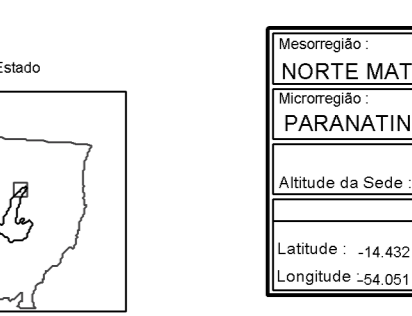 Estado
Mesorregião :
NORTE MAT
Microrregião :
PARANATIN
Altitude da Sede :
Latitude : -14.432
Longitude : -54.051